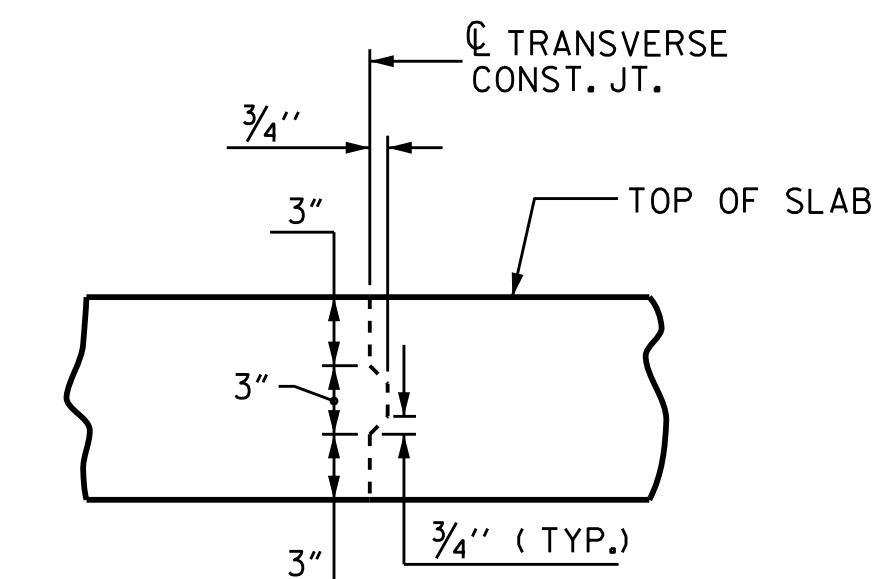 ℄ TRANSVERSE
CONST. JT.
3/4''
3"
TOP OF SLAB
3"
3/4'' (TYP.)
3"